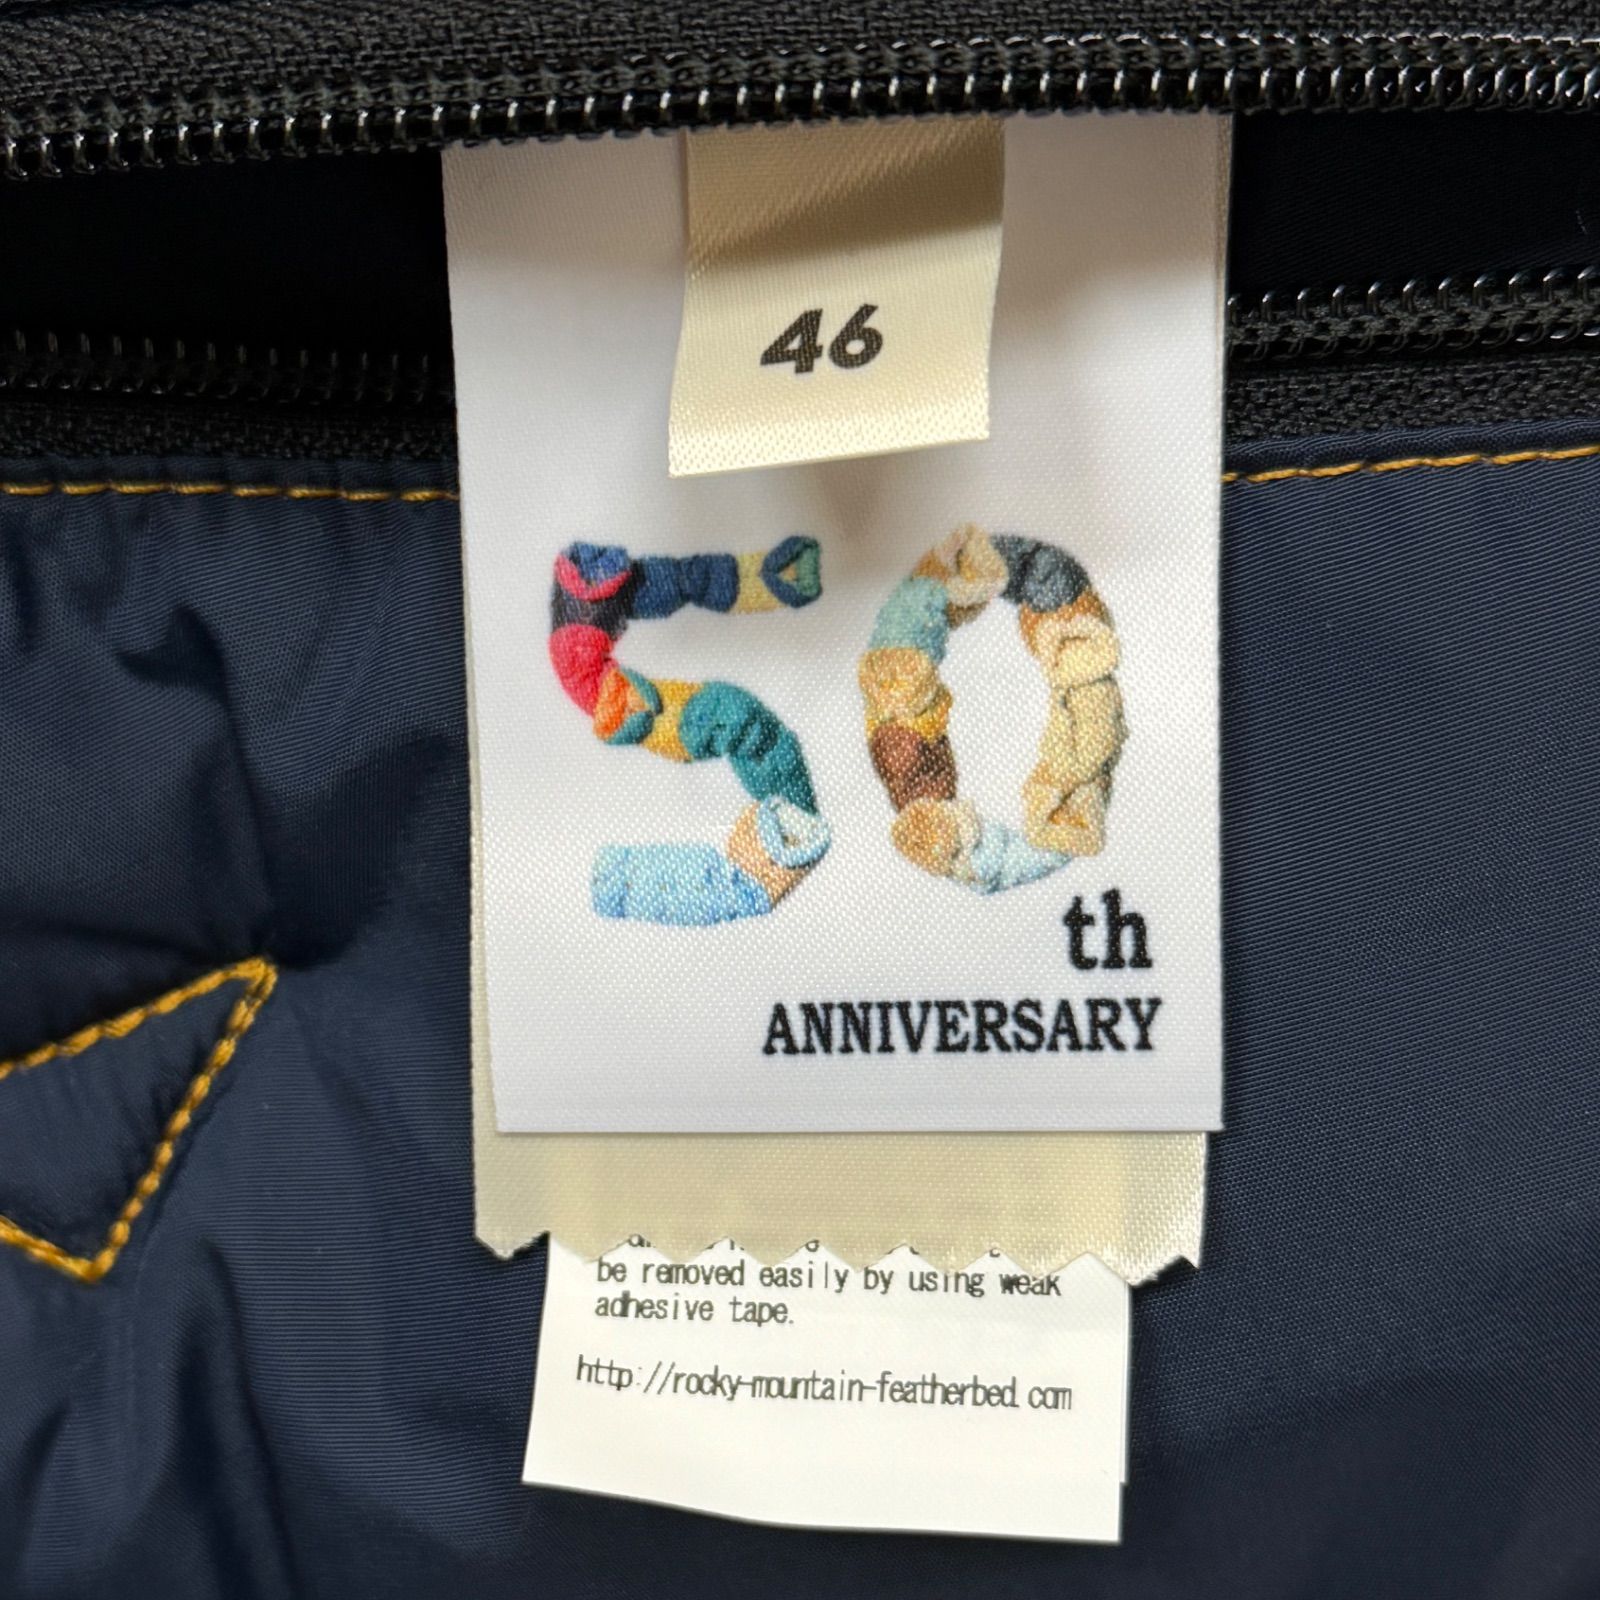 46
50
th
ANNIVERSARY
be removed easily by using weak
adhesive tape.
http://rocky-mountain-featherbed.com